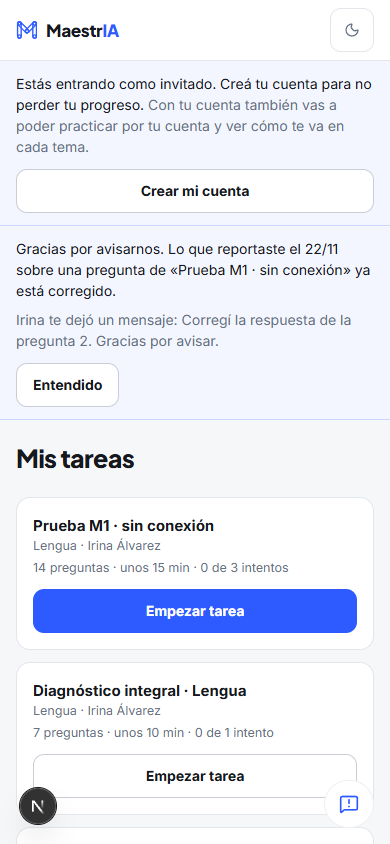 MaestrIA
Estás entrando como invitado. Creá tu cuenta para no
perder tu progreso. Con tu cuenta también vas a
poder practicar por tu cuenta y ver cómo te va en
cada tema.
Crear mi cuenta
Gracias por avisarnos. Lo que reportaste el 22/11
sobre una pregunta de «Prueba M1 · sin conexión» ya
está corregido.
Irina te dejó un mensaje: Corregí la respuesta de la
pregunta 2. Gracias por avisar.
Entendido
Mis tareas
Prueba M1 · sin conexión
Lengua · Irina Álvarez
14 preguntas · unos 15 min · 0 de 3 intentos
Empezar tarea
Diagnóstico integral · Lengua
Lengua · Irina Álvarez
7 preguntas · unos 10 min · 0 de 1 intento
Empezar tarea
N